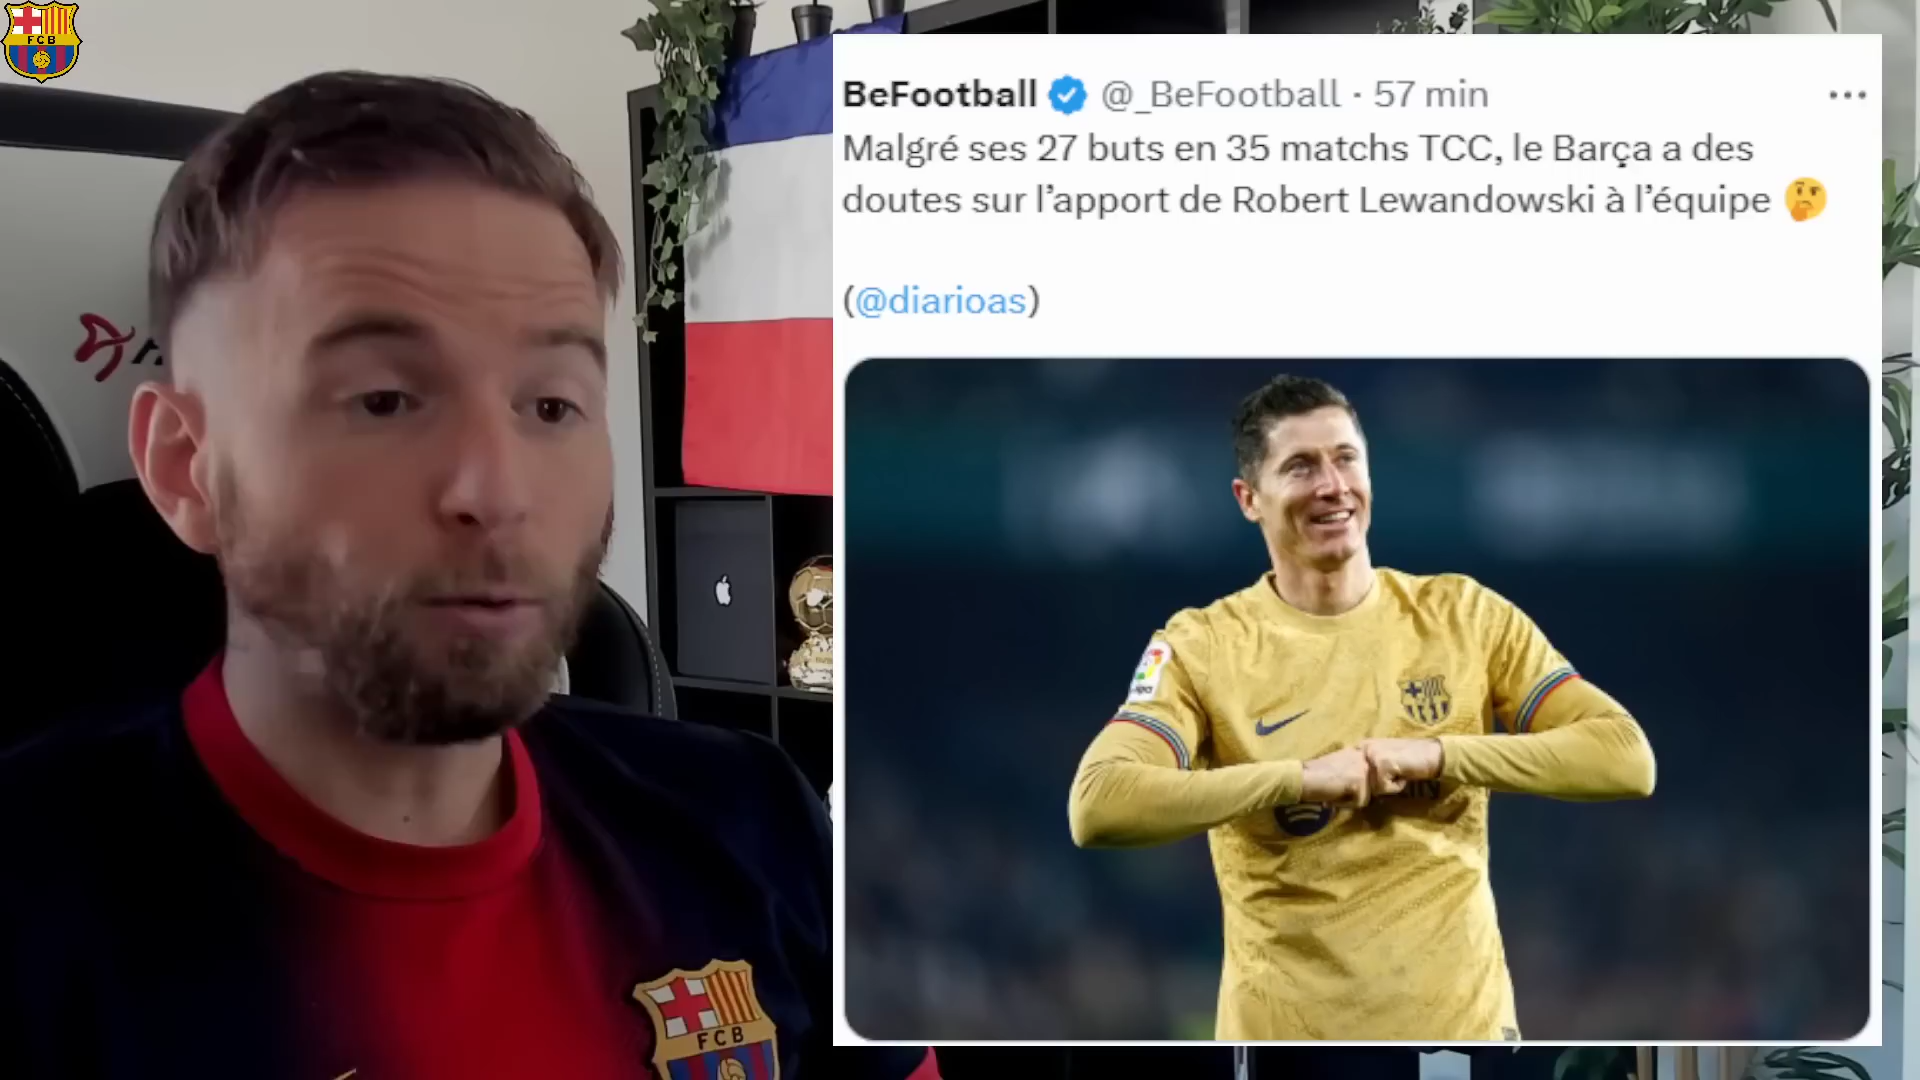 FCB
BeFootball @_BeFootball · 57 min
Malgré ses 27 buts en 35 matchs TCC, le Barça a des
doutes sur l’apport de Robert Lewandowski à l’équipe 🤔
(@diarioas)
FCB